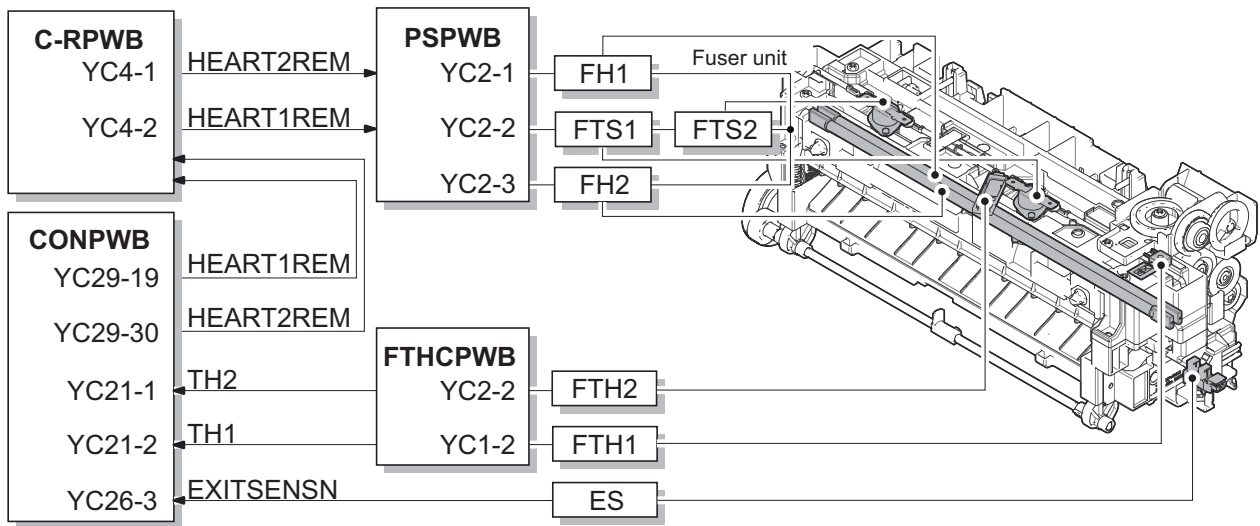 C-RPWB
YC4-1
YC4-2
HEART2REM
HEART1REM
PSPWB
YC2-1
YC2-2
YC2-3
FH1
FTS1
FTS2
FH2
Fuser unit
CONPWB
YC29-19
YC29-30
YC21-1
YC21-2
YC26-3
HEART1REM
HEART2REM
TH2
TH1
EXITSENSN
FTHCPWB
YC2-2
YC1-2
FTH2
FTH1
ES